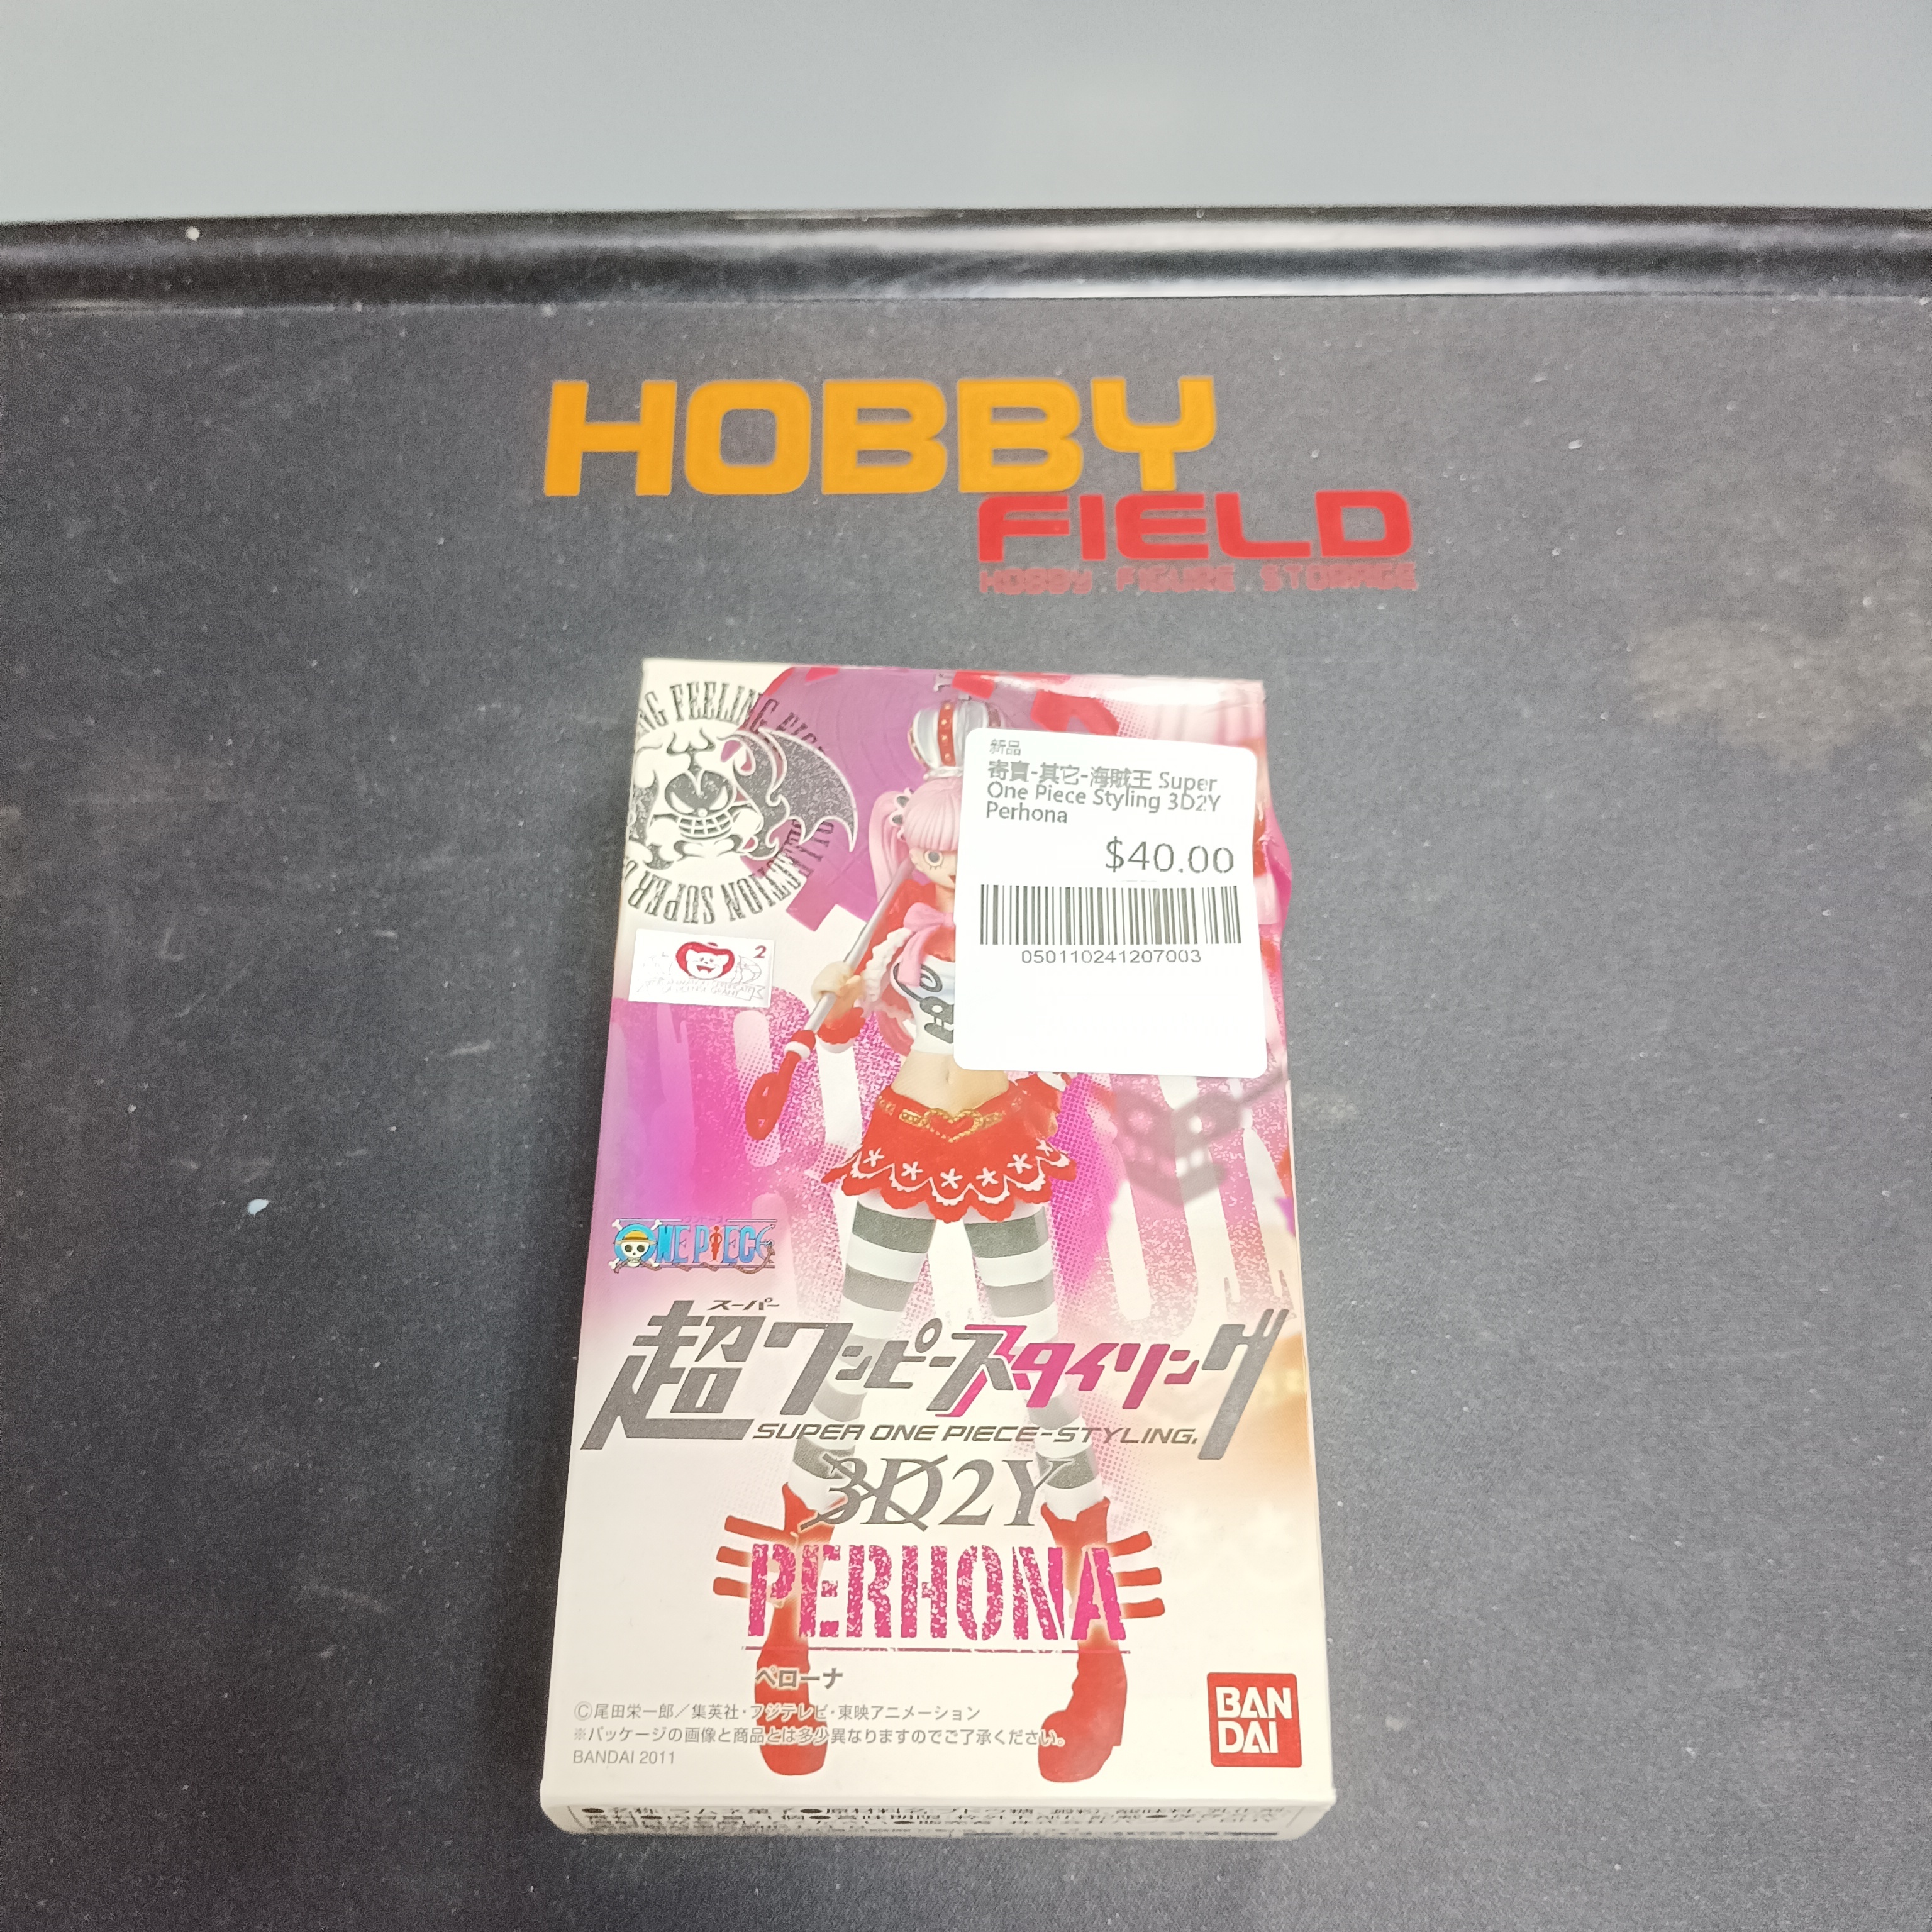 HOBBY
FIELD
HOBBY . FIGURE . STORAGE
NG FEELING
COLLECTION SUPER
2
新品
寄賣-其它-海賊王 Super
One Piece Styling 3D2Y
Perhona
$40.00
050110241207003
ONE PIECE
スーパー
超ワンピーススタイリング
SUPER ONE PIECE-STYLING
3D2Y
PERHONA
ペローナ
©尾田栄一郎／集英社・フジテレビ・東映アニメーション
※パッケージの画像と商品とは多少異なりますのでご了承ください。
BANDAI 2011
BAN
DAI